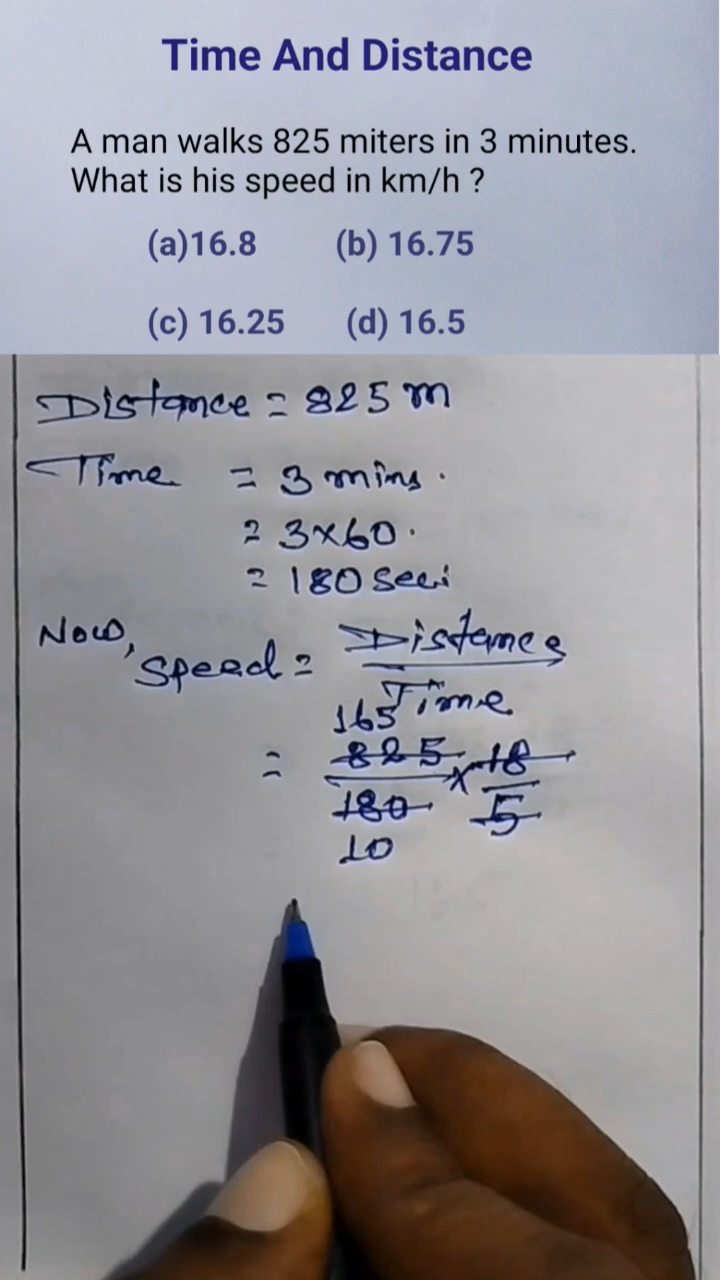 Time And Distance
A man walks 825 miters in 3 minutes.
What is his speed in km/h ?
(a)16.8 (b) 16.75
(c) 16.25 (d) 16.5
Distance = 825 m
Time = 3 mins.
= 3×60.
= 180 Sec:
Now, Speed = Distance
Time
165
= 825 × 18
180 5
10